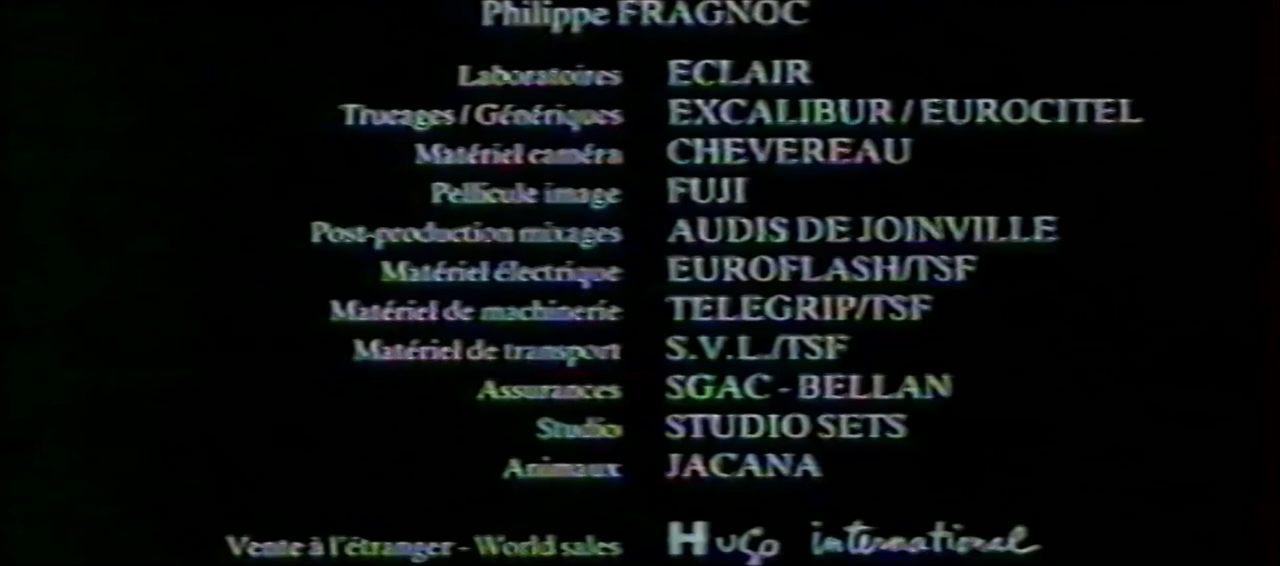 Philippe FRAGNOC
Laboratoires ECLAIR
Trucages / Génériques EXCALIBUR / EUROCITEL
Matériel caméra CHEVEREAU
Pellicule image FUJI
Post-production mixages AUDIS DE JOINVILLE
Matériel électrique EUROFLASH/TSF
Matériel de machinerie TELEGRIP/TSF
Matériel de transport S.V.L./TSF
Assurances SGAC - BELLAN
Studio STUDIO SETS
Animaux JACANA
Vente à l'étranger - World sales Hugo international